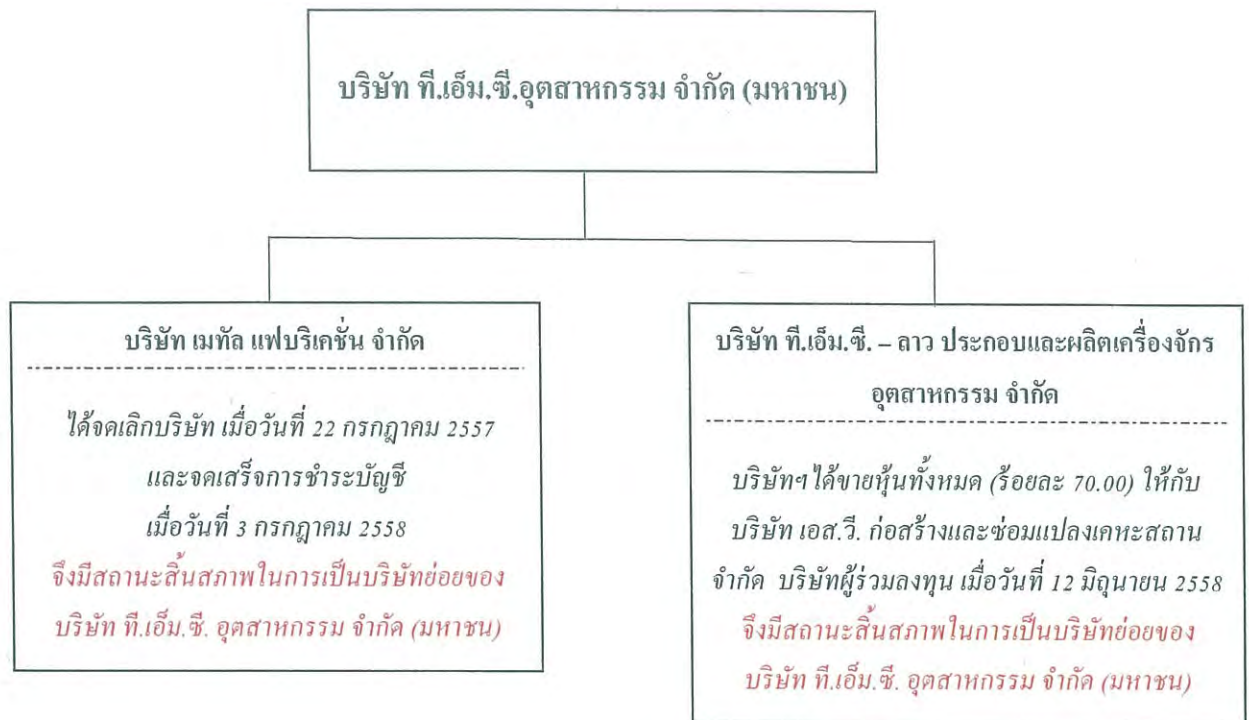 บริษัท ที.เอ็ม.ซี.อุตสาหกรรม จำกัด (มหาชน)
บริษัท เมทัล แฟบริเคชั่น จำกัด
ได้จดเลิกบริษัท เมื่อวันที่ 22 กรกฎาคม 2557
และจดเสร็จการชำระบัญชี
เมื่อวันที่ 3 กรกฎาคม 2558
จึงมีสถานะสิ้นสภาพในการเป็นบริษัทย่อยของ
บริษัท ที.เอ็ม.ซี. อุตสาหกรรม จำกัด (มหาชน)
บริษัท ที.เอ็ม.ซี. – ลาว ประกอบและผลิตเครื่องจักร
อุตสาหกรรม จำกัด
บริษัทฯ ได้ขายหุ้นทั้งหมด (ร้อยละ 70.00) ให้กับ
บริษัท เอส.วี. ก่อสร้างและซ่อมแปลงเคหะสถาน
จำกัด บริษัทผู้ร่วมลงทุน เมื่อวันที่ 12 มิถุนายน 2558
จึงมีสถานะสิ้นสภาพในการเป็นบริษัทย่อยของ
บริษัท ที.เอ็ม.ซี. อุตสาหกรรม จำกัด (มหาชน)